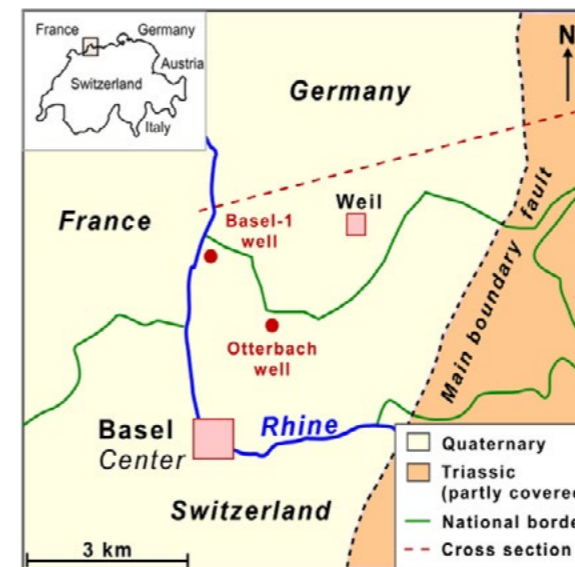 France
Germany
Austria
Switzerland
Italy
Germany
N
France
Weil
Basel-1
well
Otterbach
well
Main boundary fault
Basel
Center
Rhine
Switzerland
3 km
Quaternary
Triassic
(partly covere
National borde
Cross section